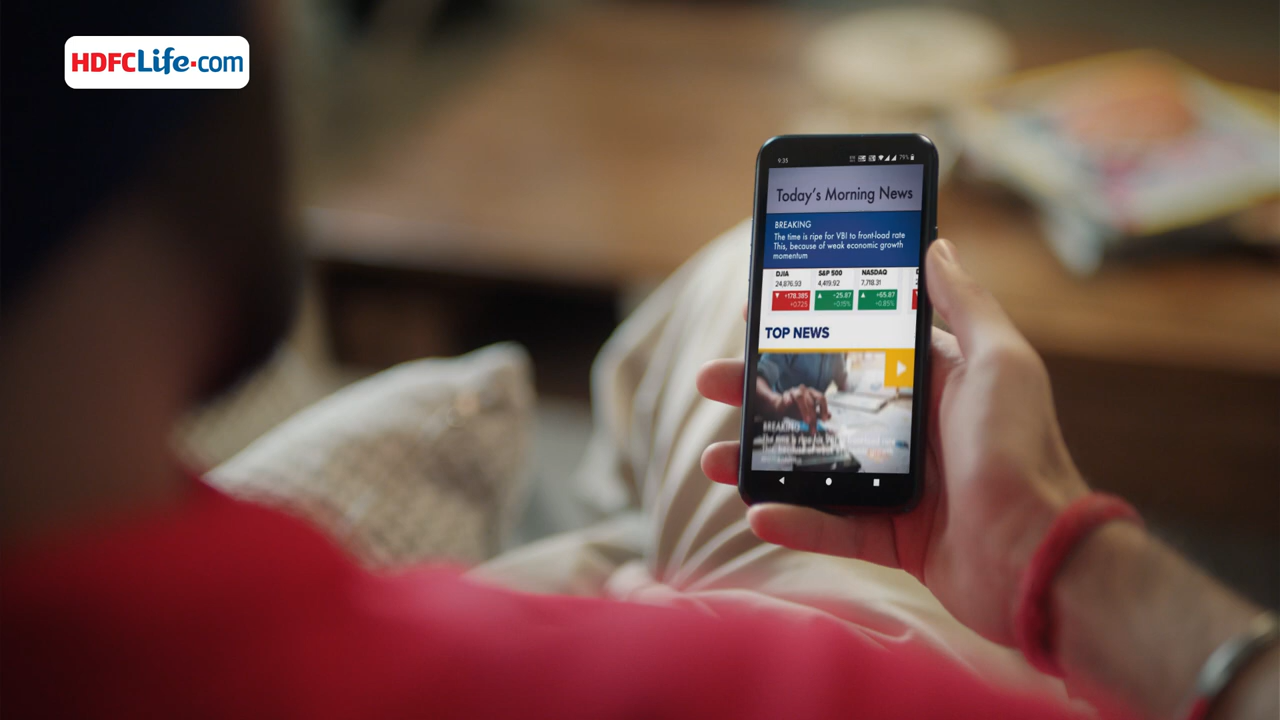 HDFCLife.com
9:35
79%
Today's Morning News
BREAKING
The time is ripe for VBI to front-load rate
This, because of weak economic growth
momentum
DJIA S&P 500 NASDAQ
24,876.93 4,419.92 7,718.31
▼ +178.385 ▲ -25.87 ▲ +65.87
+0.72% +0.15% +0.85%
TOP NEWS
BREAKING